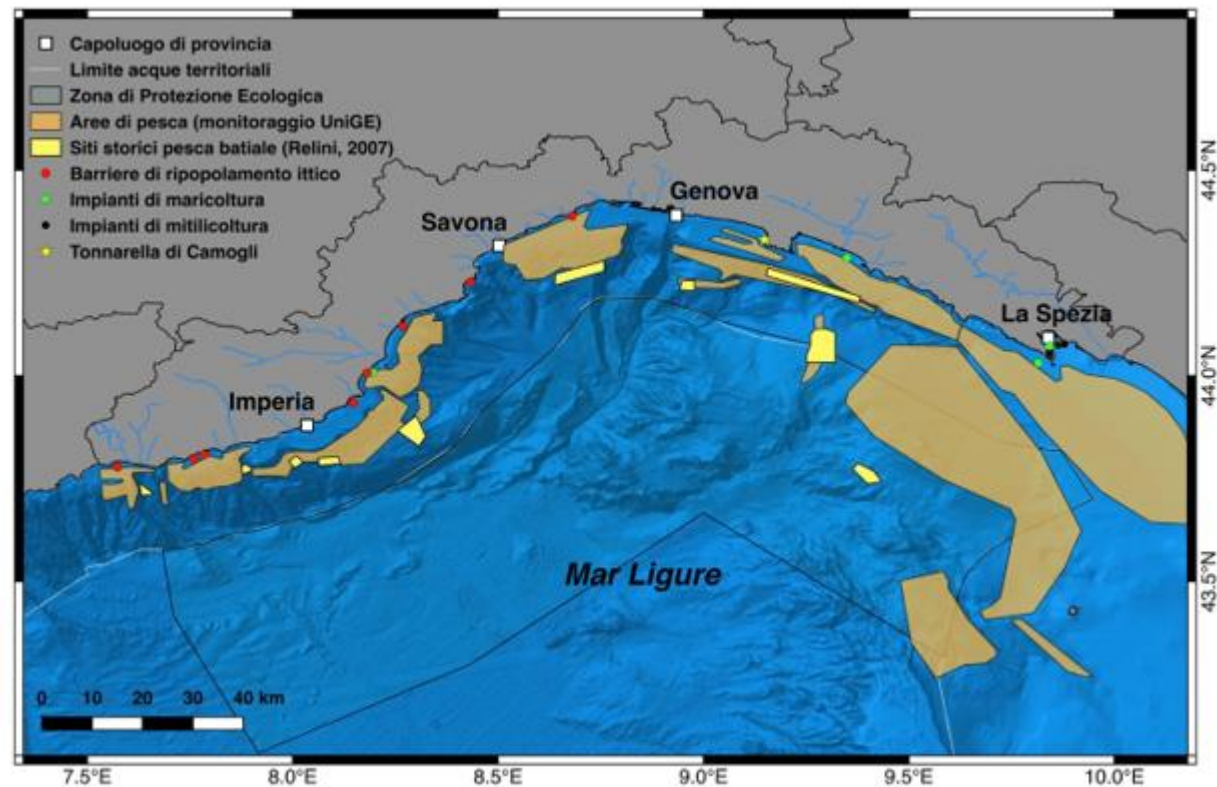 Capoluogo di provincia
Limite acque territoriali
Zona di Protezione Ecologica
Aree di pesca (monitoraggio UniGE)
Siti storici pesca batiale (Relini, 2007)
Barriere di ripopolamento ittico
Impianti di maricoltura
Impianti di mitilicoltura
Tonnarella di Camogli
Genova
Savona
La Spezia
Imperia
Mar Ligure
44.5°N
44.0°N
43.5°N
0 10 20 30 40 km
7.5°E 8.0°E 8.5°E 9.0°E 9.5°E 10.0°E